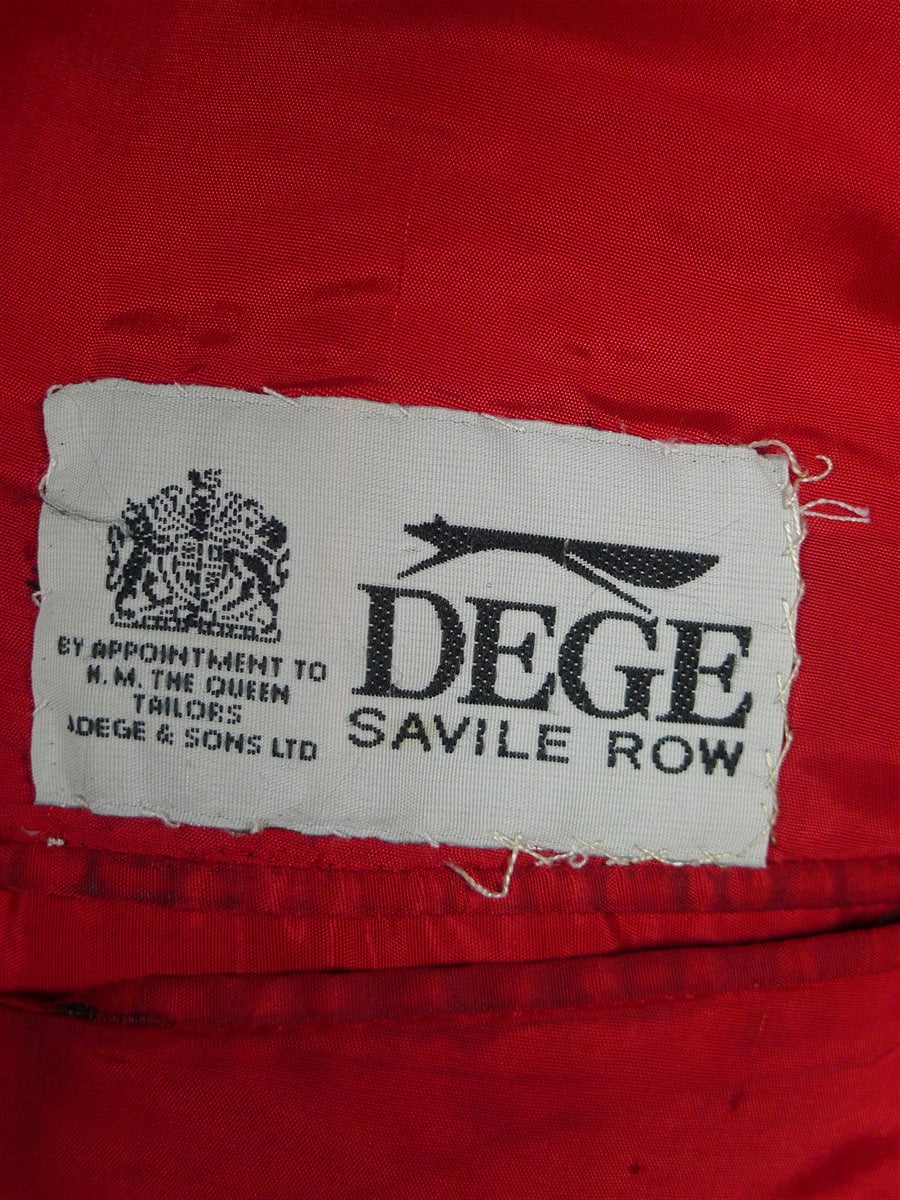 BY APPOINTMENT TO
H.M. THE QUEEN
TAILORS
J.DEGE & SONS LTD
DEGE
SAVILE ROW